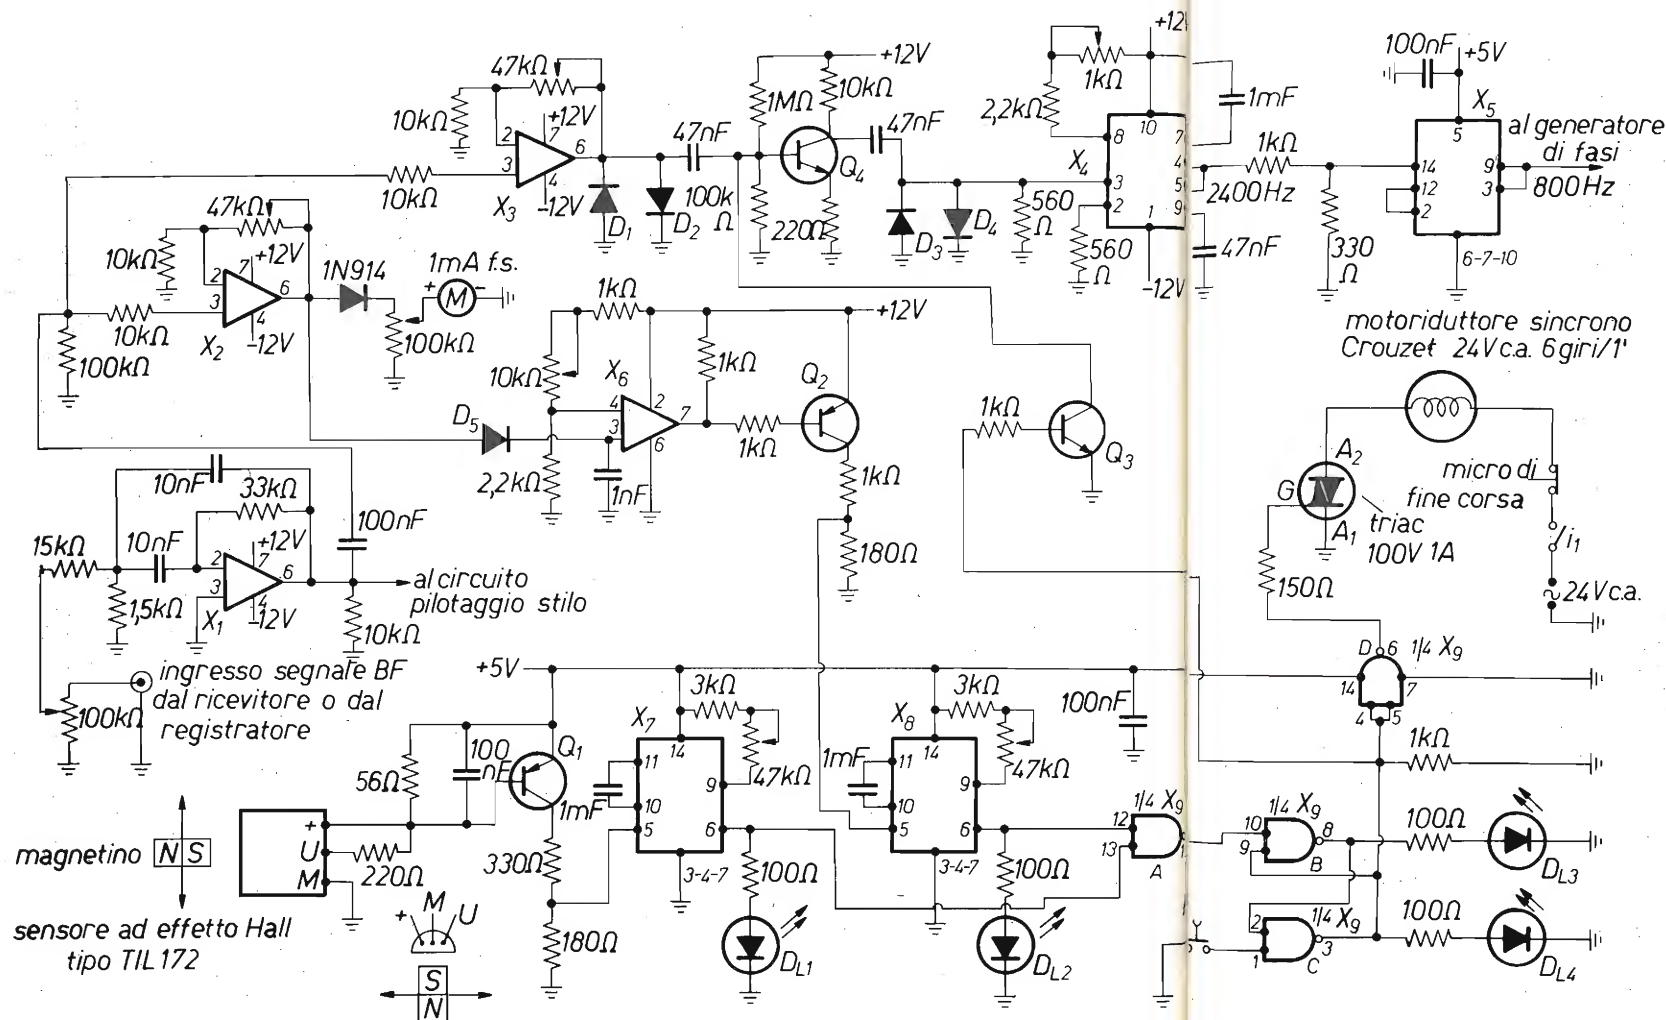 47kΩ
10kΩ
+12V
2
7
6
3
4
-12V
X3
10kΩ
D1
D2
47nF
100k
Ω
1MΩ
220Ω
+12V
10kΩ
Q4
47nF
D3
D4
560
Ω
560
Ω
2,2kΩ
1kΩ
+12
X4
8
10
7
3
4
5
2
1
9
-12V
1mF
2400Hz
1kΩ
47nF
330
Ω
100nF
+5V
X5
5
14
12
2
9
3
6-7-10
al generatore
di fasi
800Hz
47kΩ
10kΩ
+12V
2
7
6
3
4
-12V
X2
10kΩ
100kΩ
1N914
1mA f.s.
+
M
-
100kΩ
1kΩ
10kΩ
X6
4
3
2
7
6
D5
2,2kΩ
1nF
1kΩ
1kΩ
+12V
Q2
1kΩ
180Ω
1kΩ
Q3
motoriduttore sincrono
Crouzet 24V c.a. 6giri/1'
A2
G
A1
triac
100V 1A
micro di
fine corsa
i1
24V c.a.
150Ω
10nF
33kΩ
15kΩ
10nF
1,5kΩ
+12V
2
7
6
3
4
-12V
X1
100nF
10kΩ
al circuito
pilotaggio stilo
ingresso segnale BF
dal ricevitore o dal
registratore
100kΩ
+5V
56Ω
100
nF
Q1
330Ω
180Ω
+
U
M
220Ω
magnetino
N S
sensore ad effetto Hall
tipo TIL172
+ M U
S
N
1mF
X7
14
11
10
5
9
6
3-4-7
3kΩ
47kΩ
100Ω
DL1
1mF
X8
14
11
10
5
9
6
3-4-7
3kΩ
47kΩ
100Ω
DL2
100nF
1/4 X9
12
13
A
D
6
1/4 X9
14
7
4
5
1kΩ
1/4 X9
10
9
8
B
100Ω
DL3
1/4 X9
2
1
3
C
100Ω
DL4